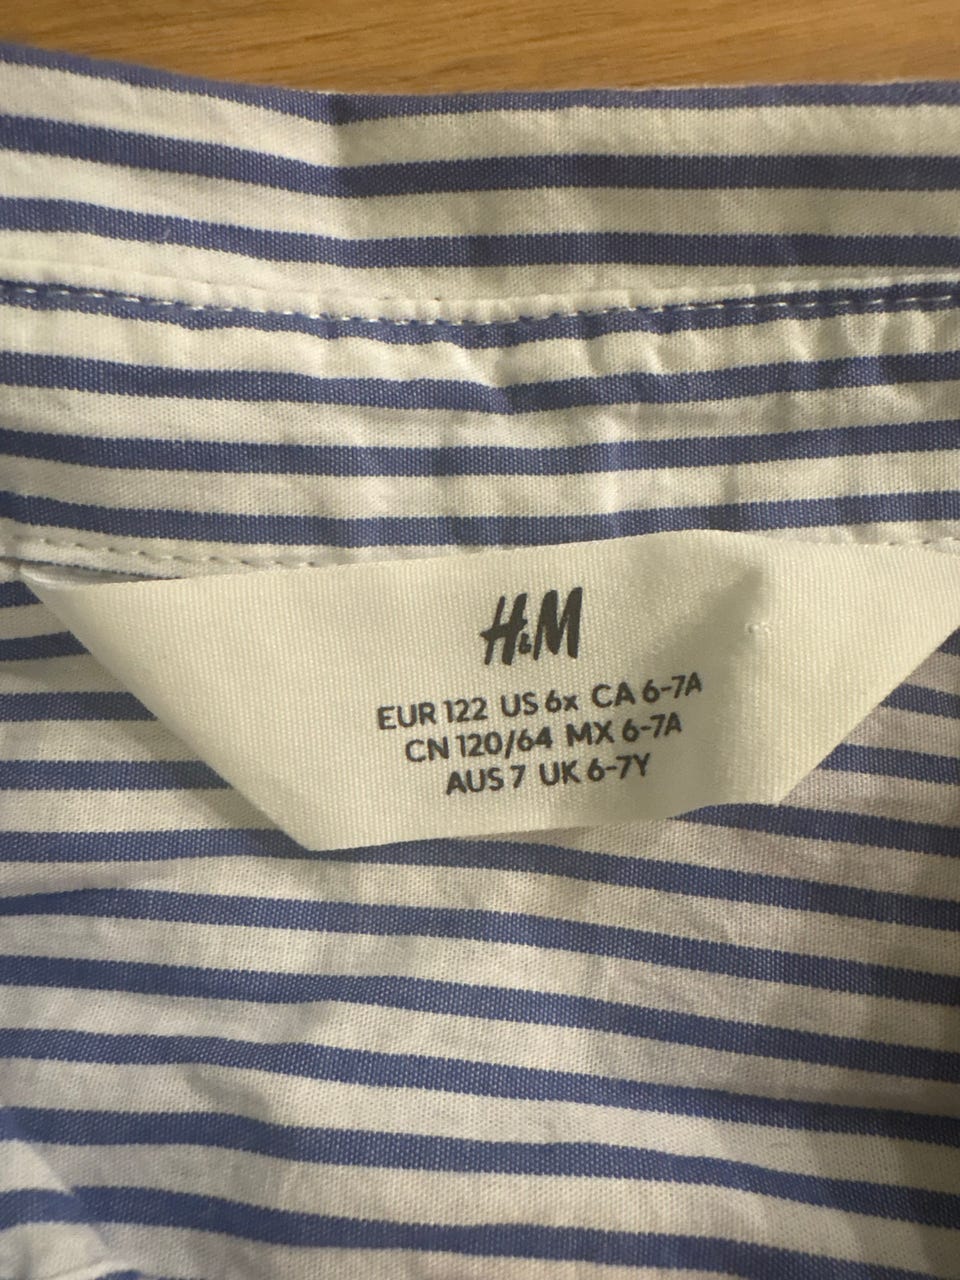 H&M
EUR 122 US 6x CA 6-7A
CN 120/64 MX 6-7A
AUS 7 UK 6-7Y